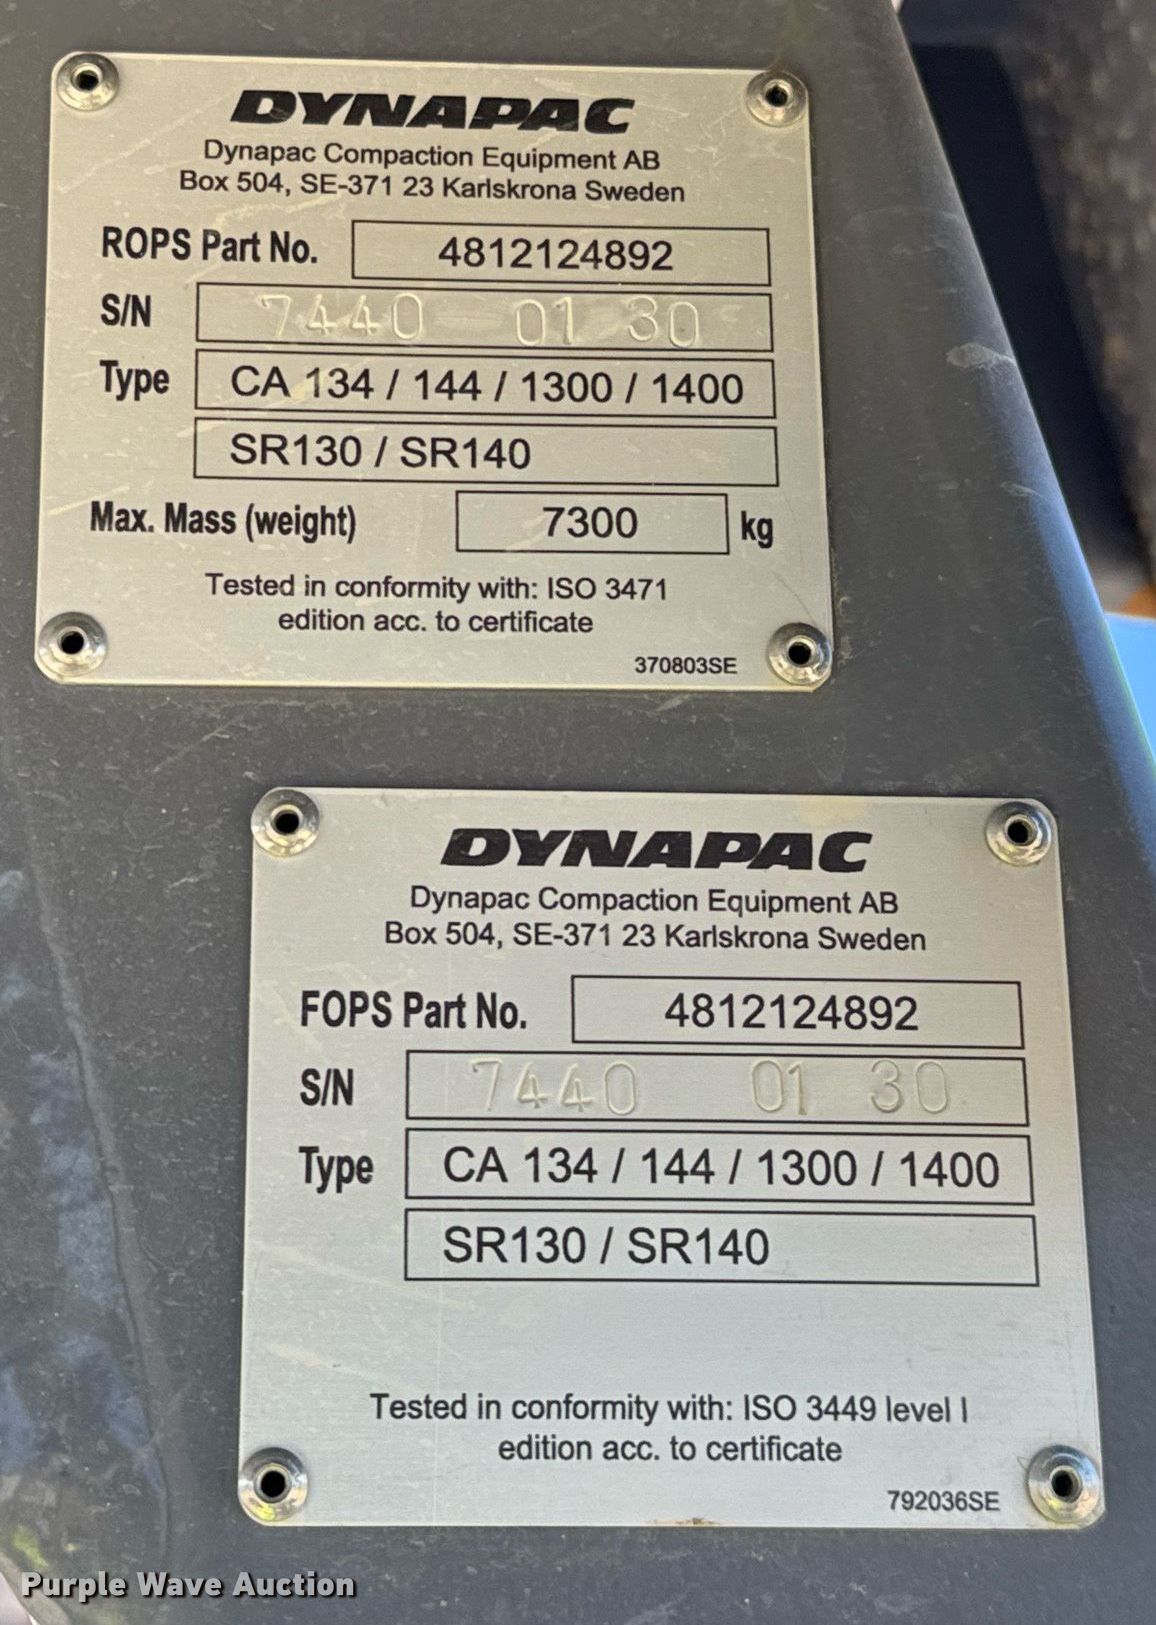 DYNAPAC
Dynapac Compaction Equipment AB
Box 504, SE-371 23 Karlskrona Sweden
ROPS Part No. 4812124892
S/N 7440 01 30
Type CA 134 / 144 / 1300 / 1400
SR130 / SR140
Max. Mass (weight) 7300 kg
Tested in conformity with: ISO 3471
edition acc. to certificate
370803SE
DYNAPAC
Dynapac Compaction Equipment AB
Box 504, SE-371 23 Karlskrona Sweden
FOPS Part No. 4812124892
S/N 7440 01 30
Type CA 134 / 144 / 1300 / 1400
SR130 / SR140
Tested in conformity with: ISO 3449 level I
edition acc. to certificate
792036SE
Purple Wave Auction